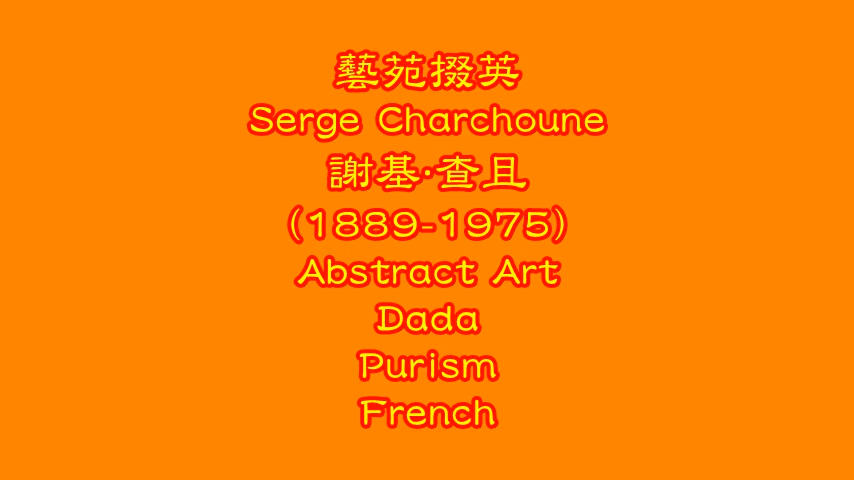 藝苑掇英
Serge Charchoune
謝基·查且
(1889-1975)
Abstract Art
Dada
Purism
French